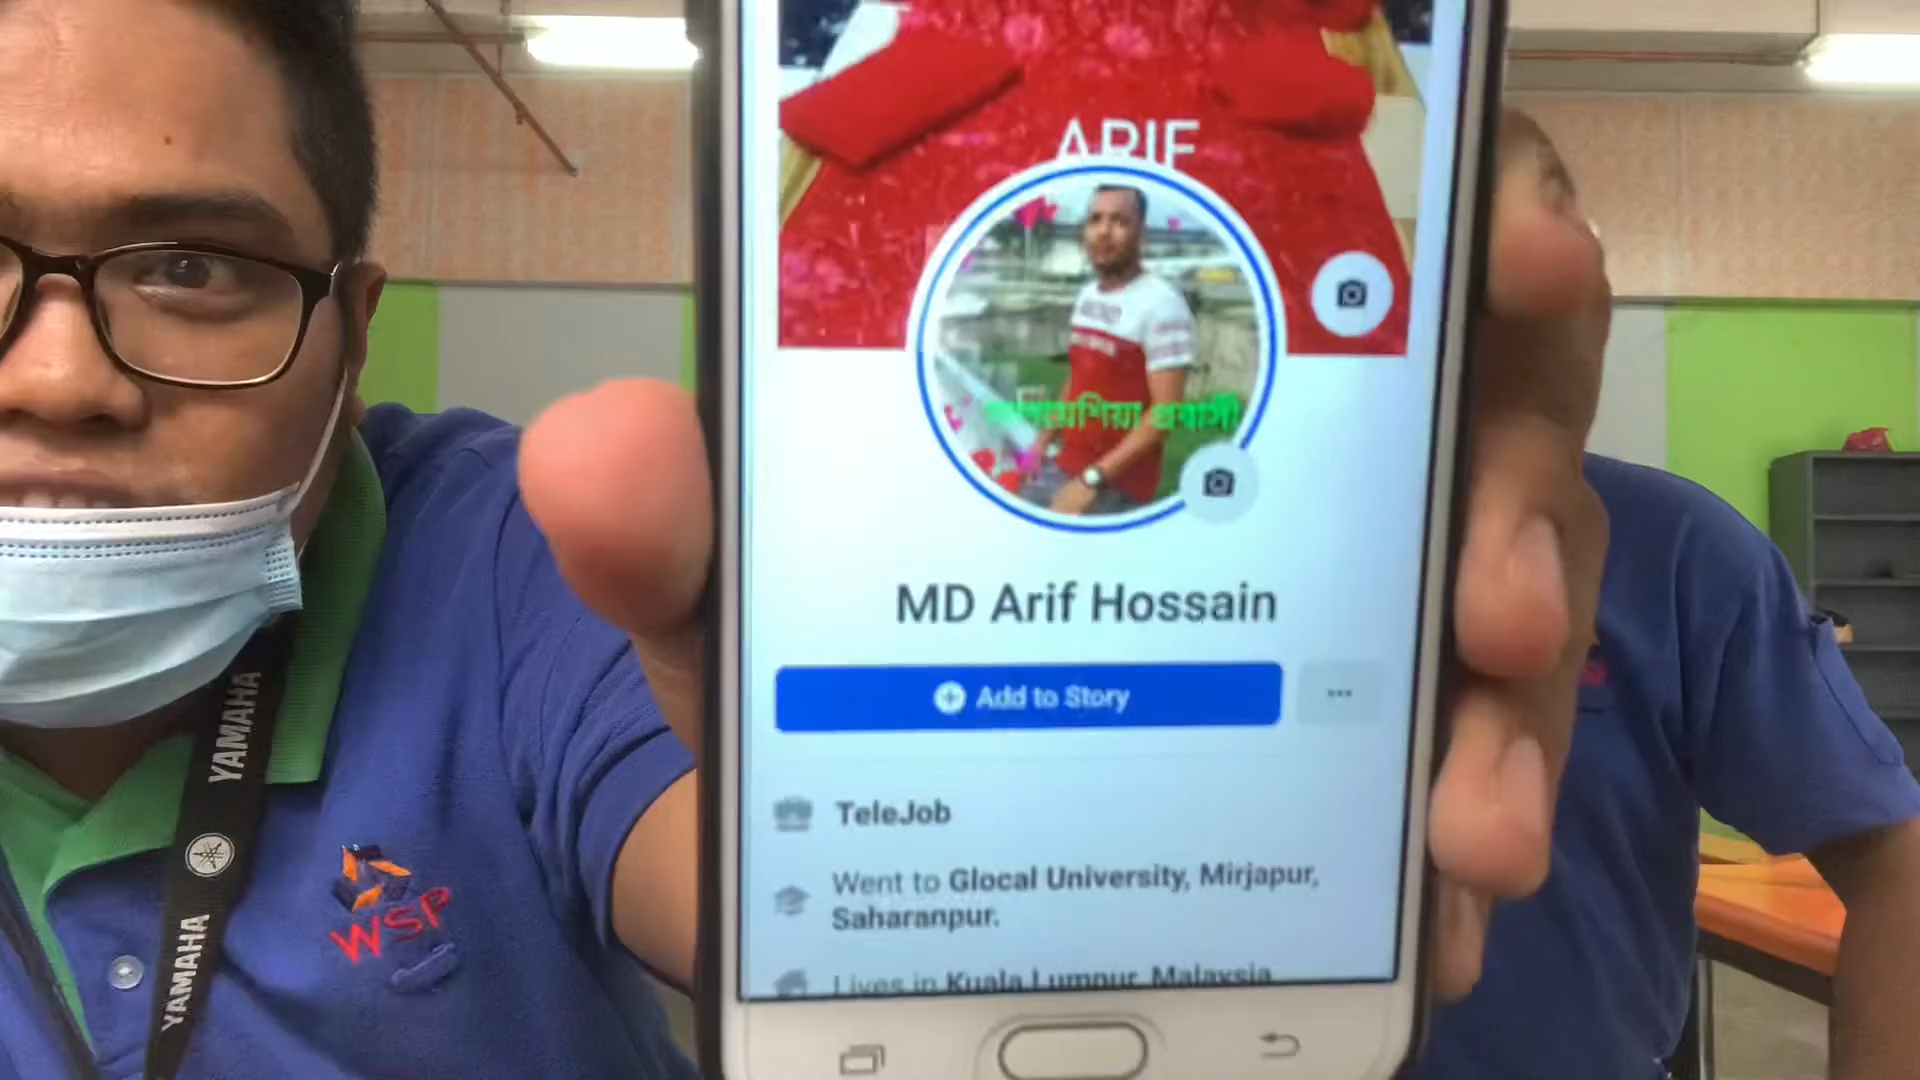 ARIF
প্রবাসী
MD Arif Hossain
Add to Story
TeleJob
Went to Glocal University, Mirjapur,
Saharanpur.
Lives in Kuala Lumpur, Malaysia
YAMAHA
YAMAHA
WSP